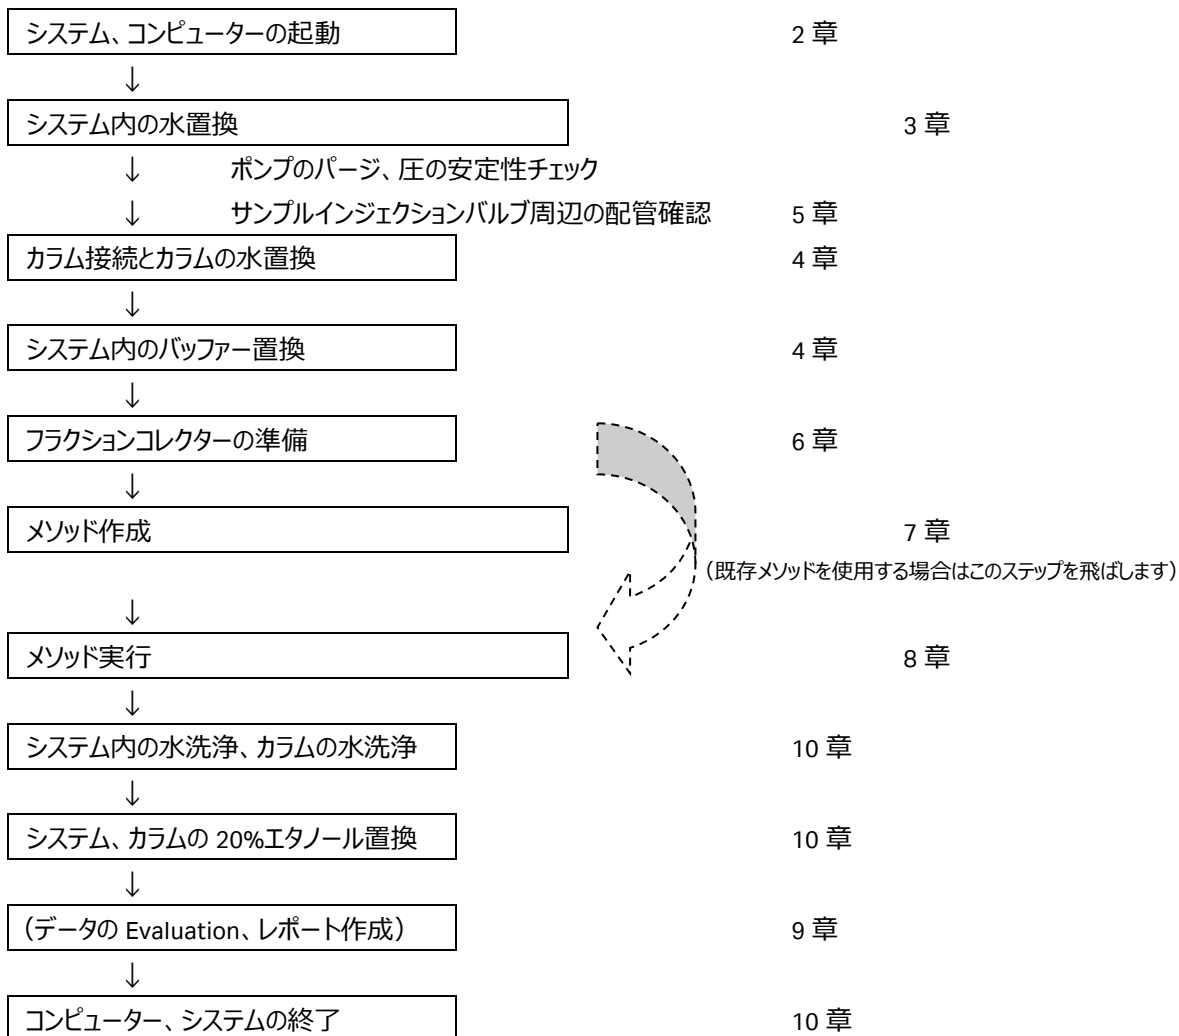 システム、コンピューターの起動 2 章
↓
システム内の水置換 3 章
↓ ポンプのパージ、圧の安定性チェック
↓ サンプルインジェクションバルブ周辺の配管確認 5 章
カラム接続とカラムの水置換 4 章
↓
システム内のバッファー置換 4 章
↓
フラクションコレクターの準備 6 章
↓
メソッド作成 7 章
（既存メソッドを使用する場合はこのステップを飛ばします）
↓
メソッド実行 8 章
↓
システム内の水洗浄、カラムの水洗浄 10 章
↓
システム、カラムの 20%エタノール置換 10 章
↓
（データの Evaluation、レポート作成） 9 章
↓
コンピューター、システムの終了 10 章